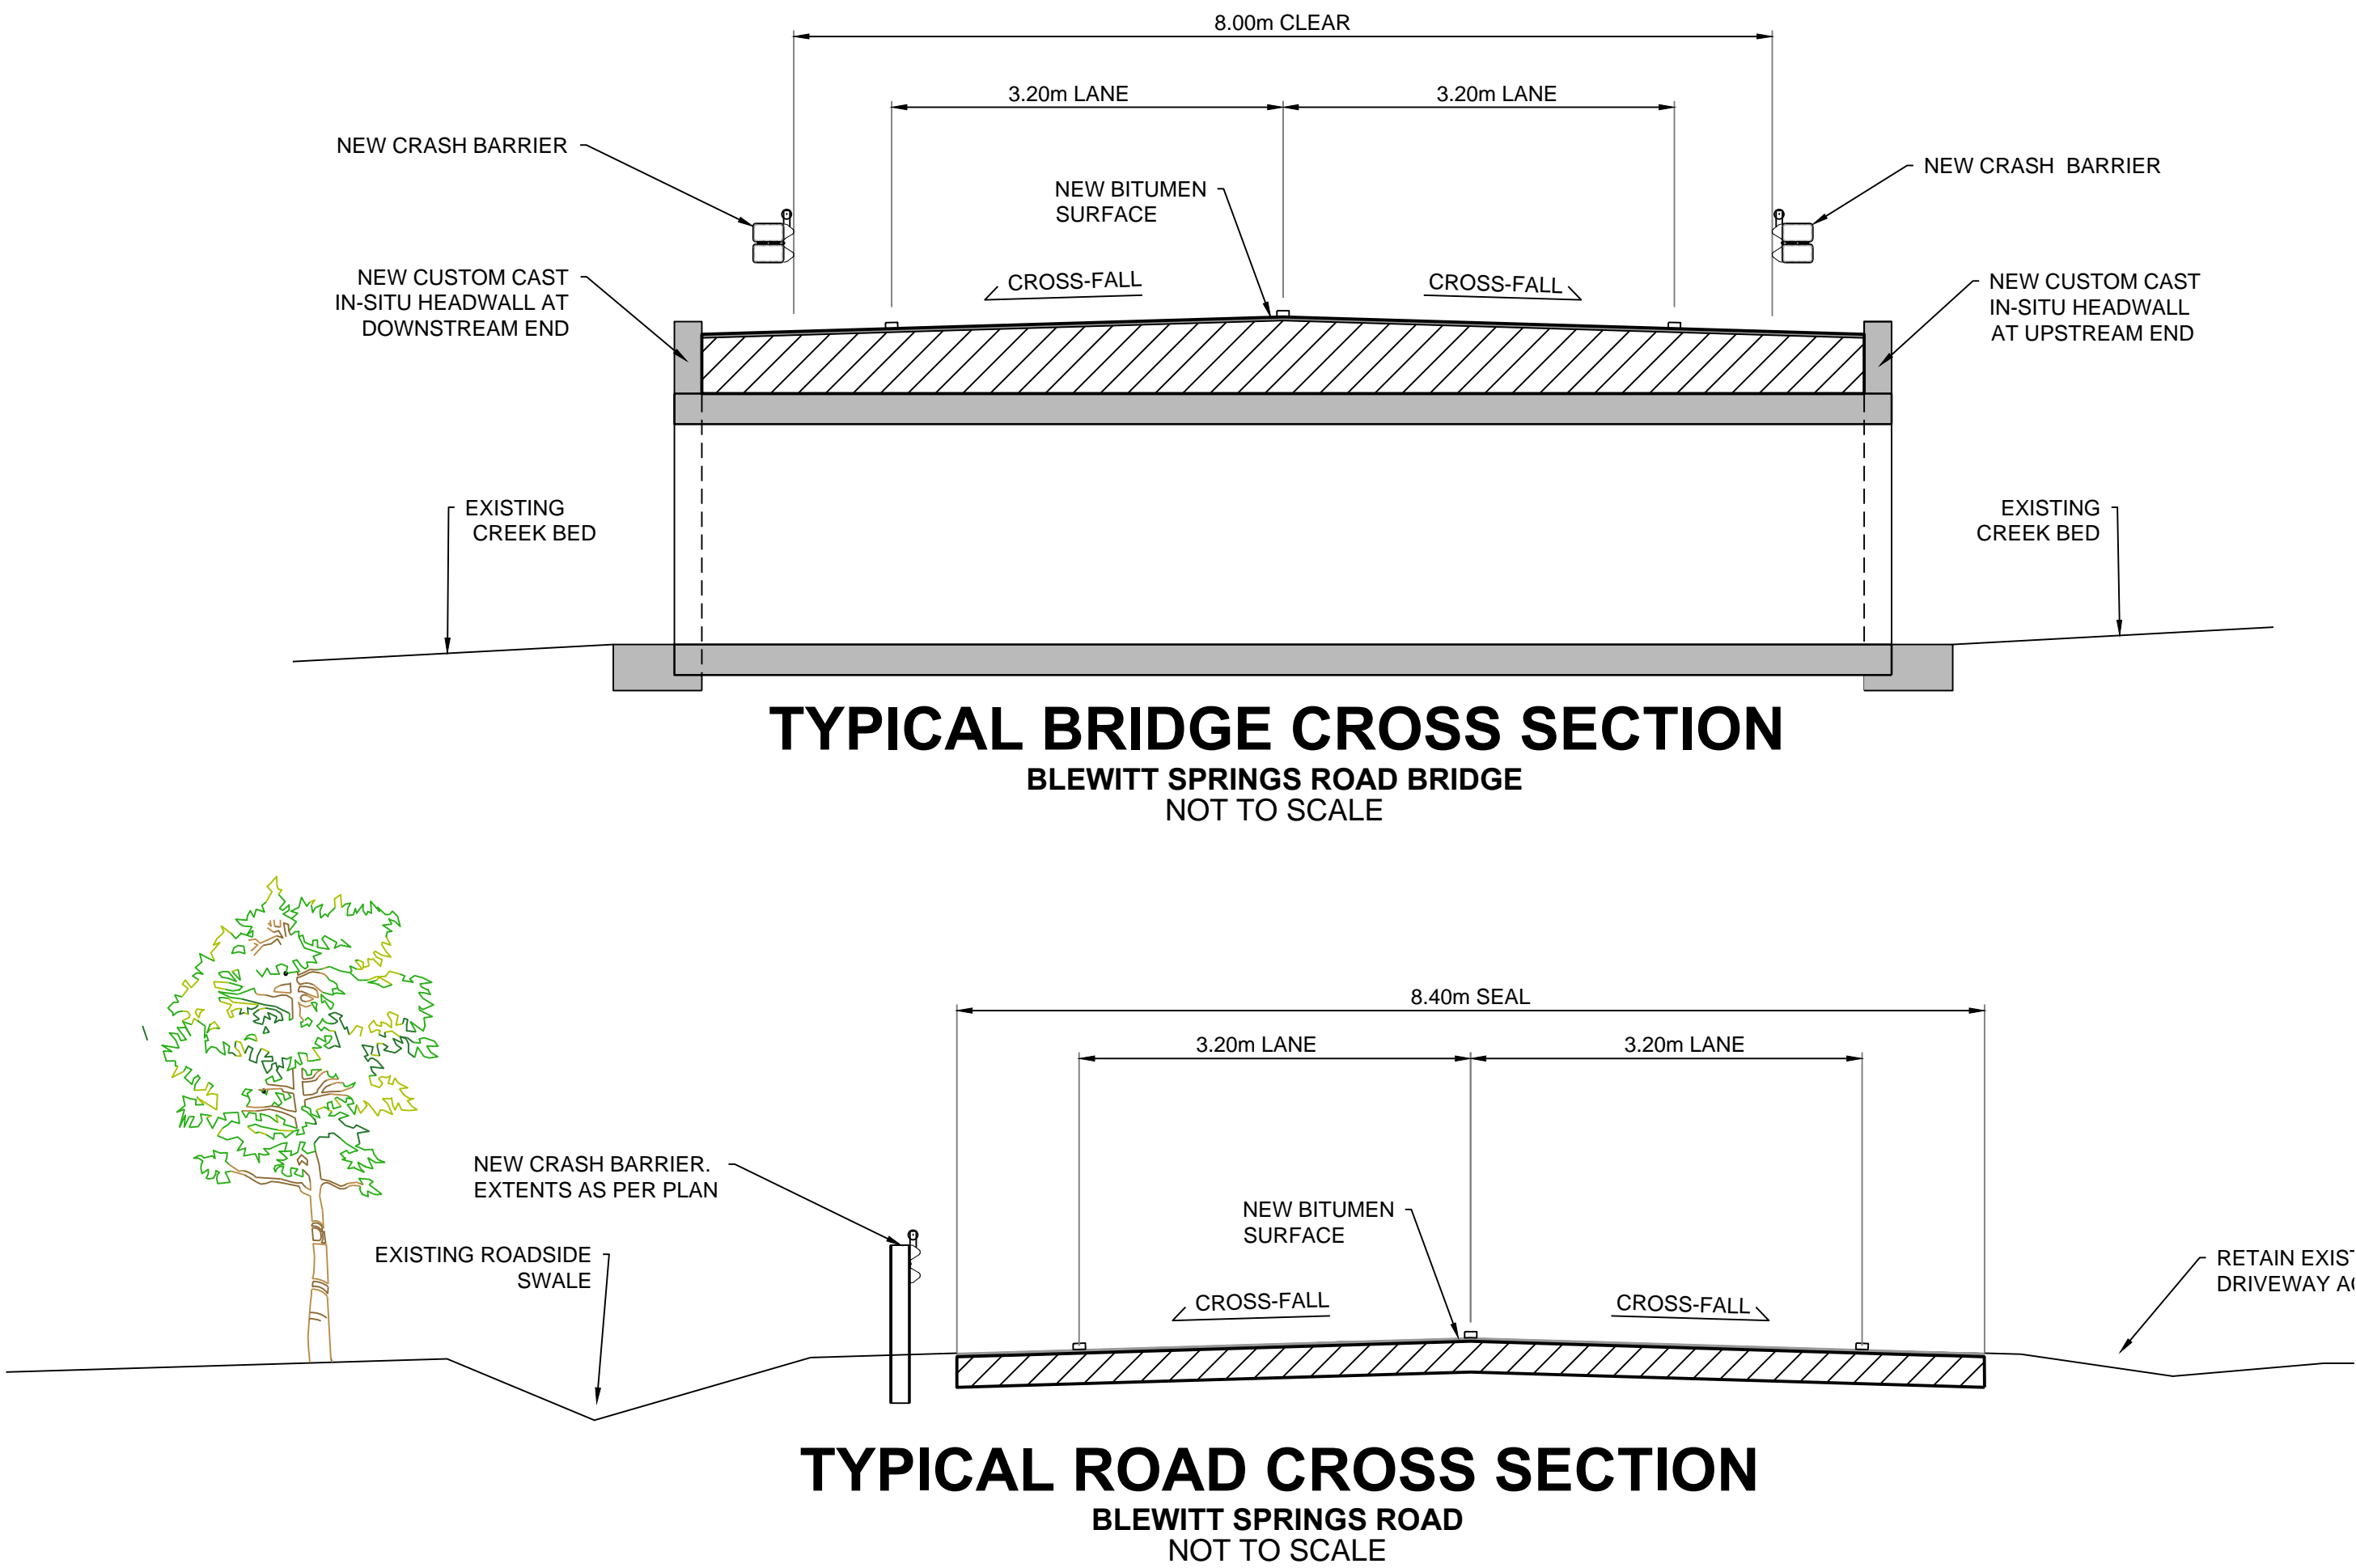 8.00m CLEAR
3.20m LANE
3.20m LANE
NEW CRASH BARRIER
NEW CRASH  BARRIER
NEW BITUMEN
SURFACE
NEW CUSTOM CAST
IN-SITU HEADWALL AT
DOWNSTREAM END
CROSS-FALL
CROSS-FALL
NEW CUSTOM CAST
IN-SITU HEADWALL
AT UPSTREAM END
EXISTING
CREEK BED
EXISTING
CREEK BED
TYPICAL BRIDGE CROSS SECTION
BLEWITT SPRINGS ROAD BRIDGE
NOT TO SCALE
8.40m SEAL
3.20m LANE
3.20m LANE
NEW CRASH BARRIER.
EXTENTS AS PER PLAN
NEW BITUMEN
SURFACE
EXISTING ROADSIDE
SWALE
CROSS-FALL
CROSS-FALL
RETAIN
DRIVEWAY
TYPICAL ROAD CROSS SECTION
BLEWITT SPRINGS ROAD
NOT TO SCALE